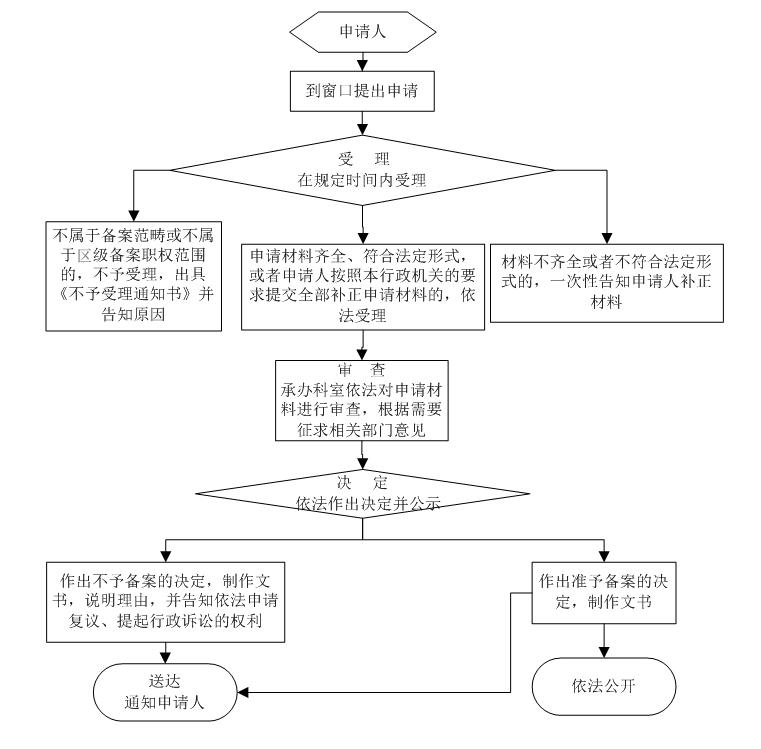 申请人
到窗口提出申请
受 理
在规定时间内受理
不属于备案范畴或不属
于区级备案职权范围
的，不予受理，出具
《不予受理通知书》并
告知原因
申请材料齐全、符合法定形式，
或者申请人按照本行政机关的要
求提交全部补正申请材料的，依
法受理
材料不齐全或者不符合法定形
式的，一次性告知申请人补正
材料
审 查
承办科室依法对申请材
料进行审查，根据需要
征求相关部门意见
决 定
依法作出决定并公示
作出不予备案的决定，制作文
书，说明理由，并告知依法申请
复议、提起行政诉讼的权利
作出准予备案的决
定，制作文书
送达
通知申请人
依法公开